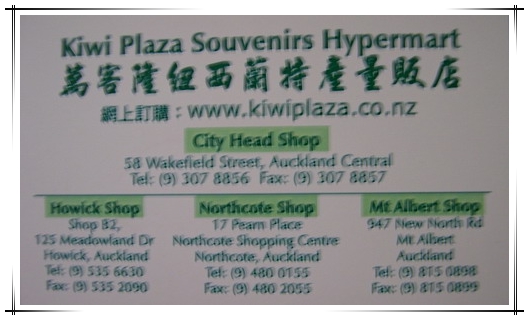 Kiwi Plaza Souvenirs Hypermart
萬客隆紐西蘭特產量販店
網上訂購：www.kiwiplaza.co.nz
City Head Shop
58 Wakefield Street, Auckland Central
Tel: (9) 307 8856 Fax: (9) 307 8857
Howick Shop
Shop B2,
125 Meadowland Dr
Howick, Auckland
Tel: (9) 535 6630
Fax: (9) 535 2090
Northcote Shop
17 Pearn Place
Northcote Shopping Centre
Northcote, Auckland
Tel: (9) 480 0155
Fax: (9) 480 2055
Mt Albert Shop
947 New North Rd
Mt Albert
Auckland
Tel: (9) 815 0898
Fax: (9) 815 0899